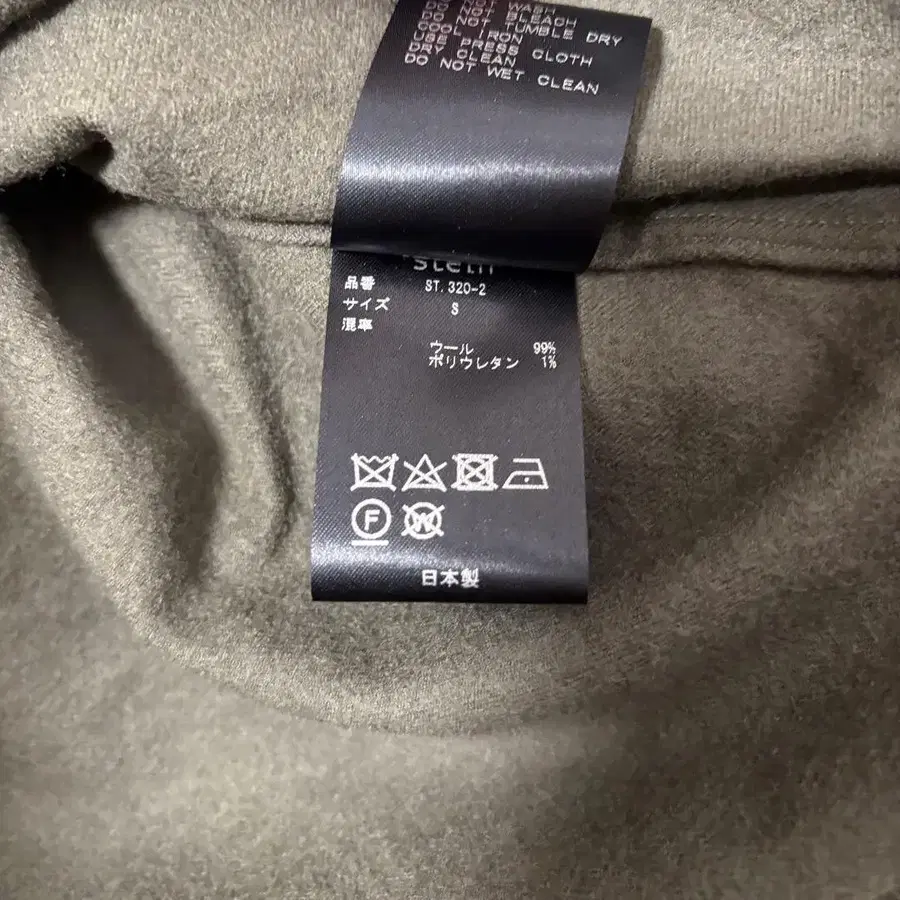 DO NOT WASH
DO NOT BLEACH
DO NOT TUMBLE DRY
COOL IRON
USE PRESS CLOTH
DRY CLEAN
DO NOT WET CLEAN
stein
品番 ST.320-2
サイズ S
混率
ウール 99%
ポリウレタン 1%
F W
日本製